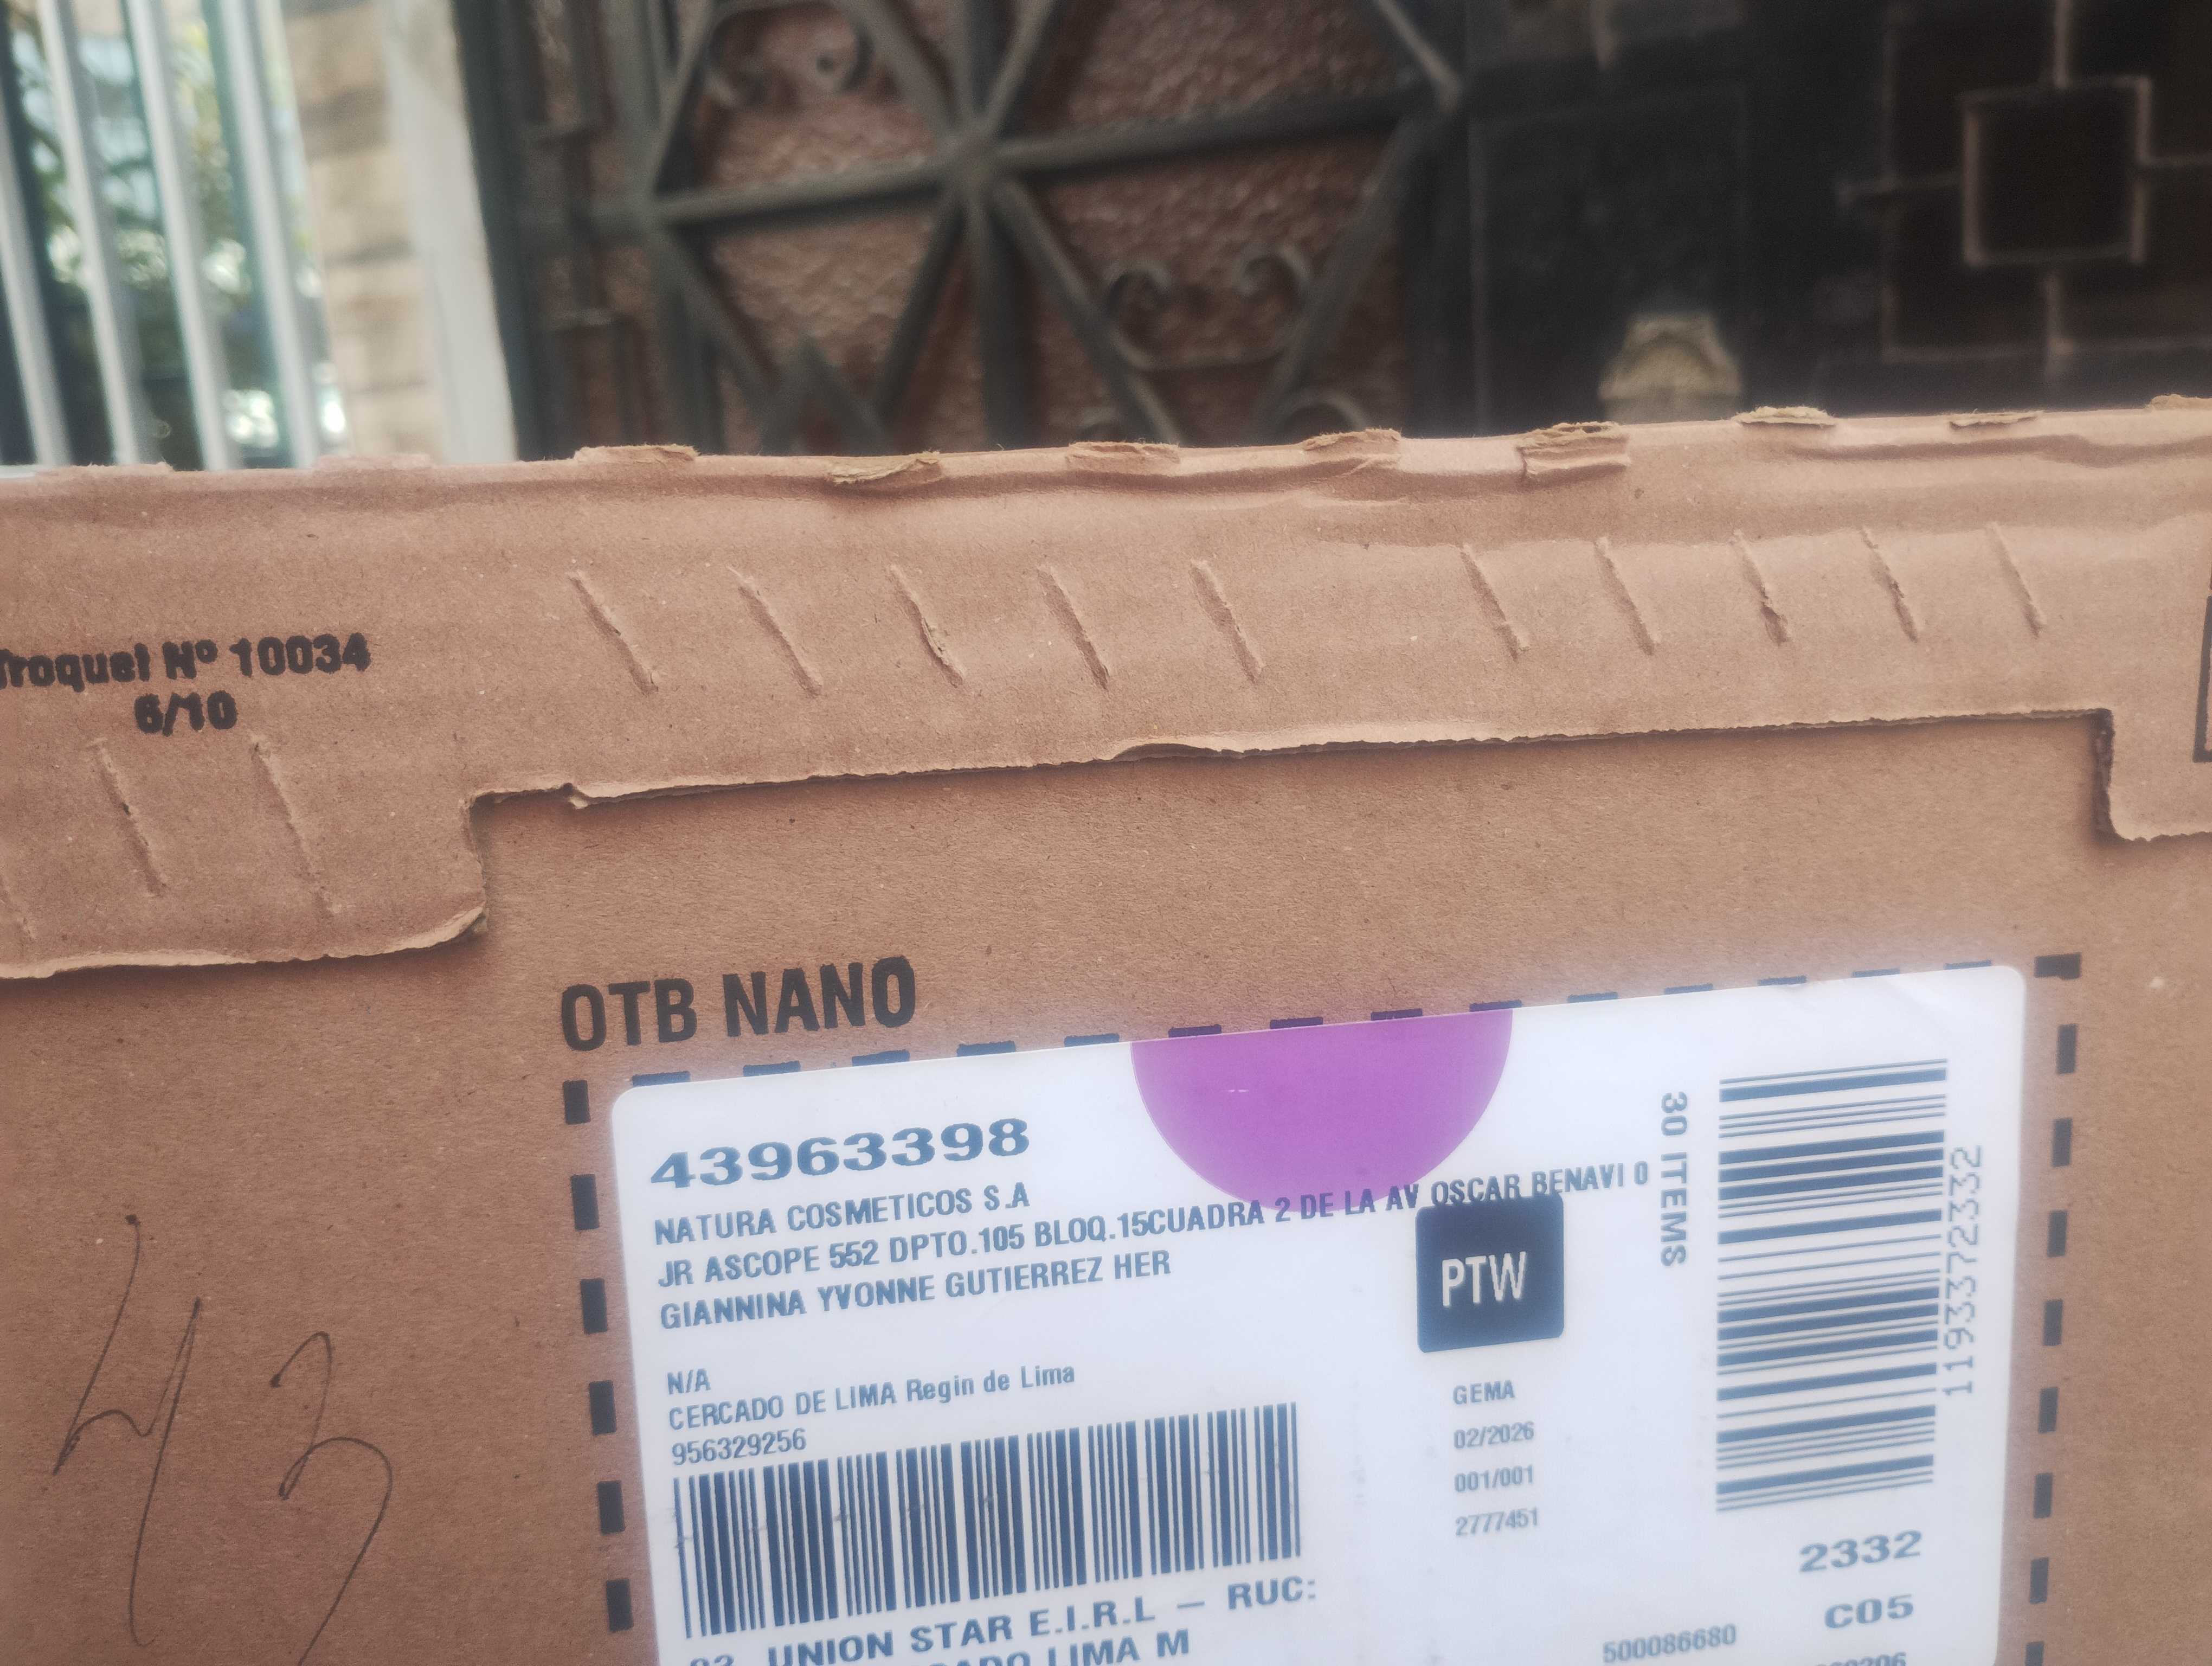 Troquel Nº 10034
6/10
OTB NANO
43963398
NATURA COSMETICOS S.A
JR ASCOPE 552 DPTO.105 BLOQ.15CUADRA 2 DE LA AV OSCAR BENAVI 0
GIANNINA YVONNE GUTIERREZ HER
N/A
CERCADO DE LIMA Regin de Lima
956329256
UNION STAR E.I.R.L – RUC:
LIMA M
PTW
GEMA
02/2026
001/001
2777451
30 ITEMS
1193372332
2332
C05
500086680
43